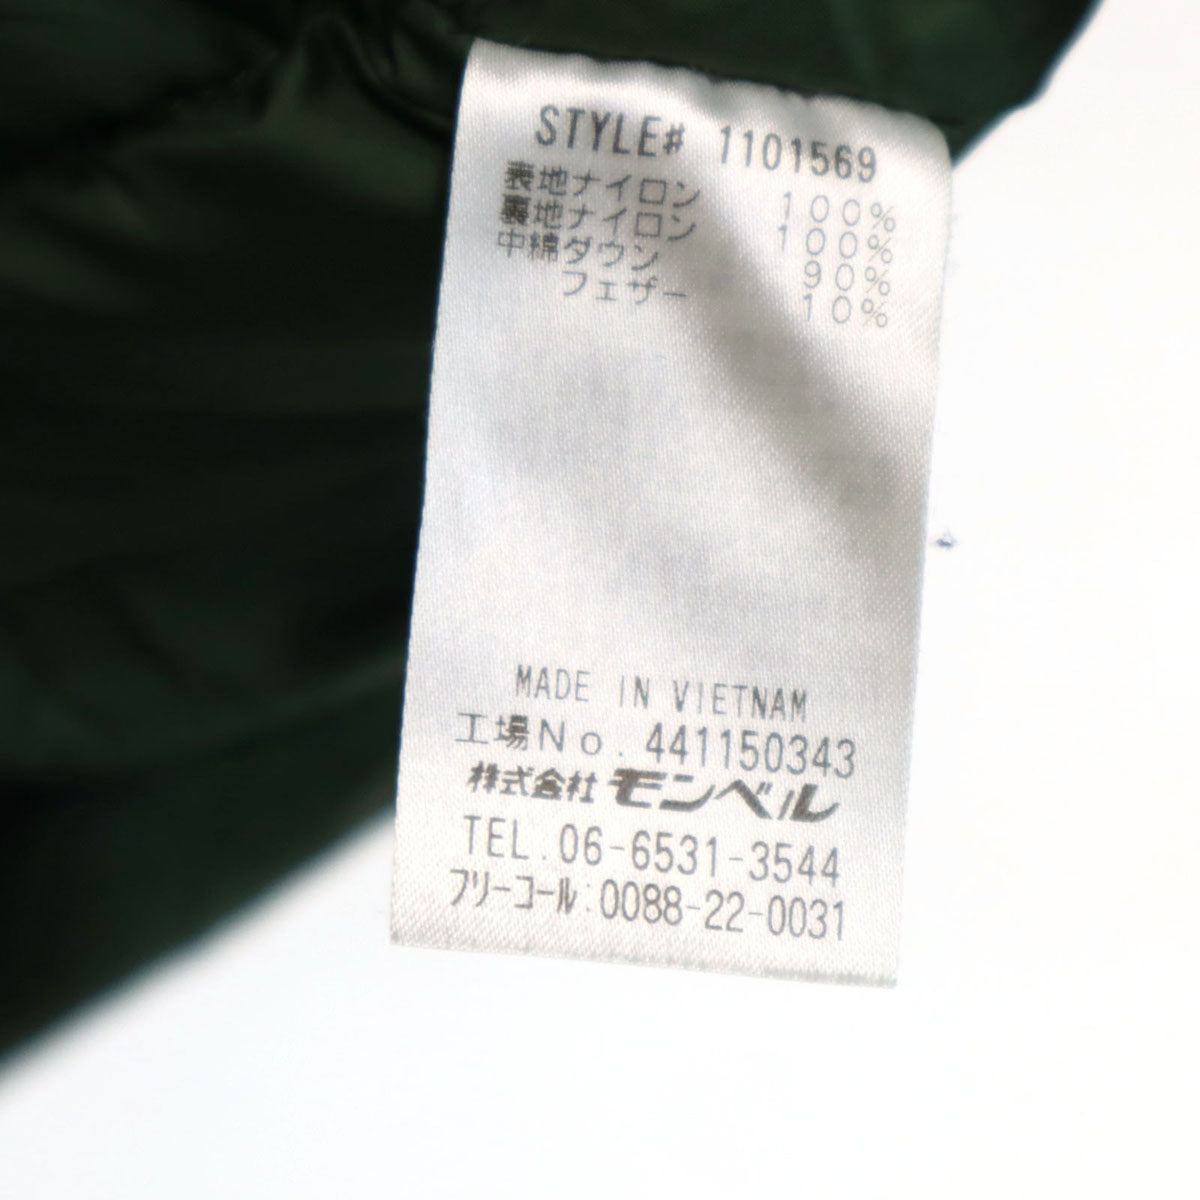 STYLE# 1101569
表地ナイロン 100%
裏地ナイロン 100%
中綿ダウン 90%
フェザー 10%
MADE IN VIETNAM
工場No. 441150343
株式会社モンベル
TEL. 06-6531-3544
フリーコール:0088-22-0031